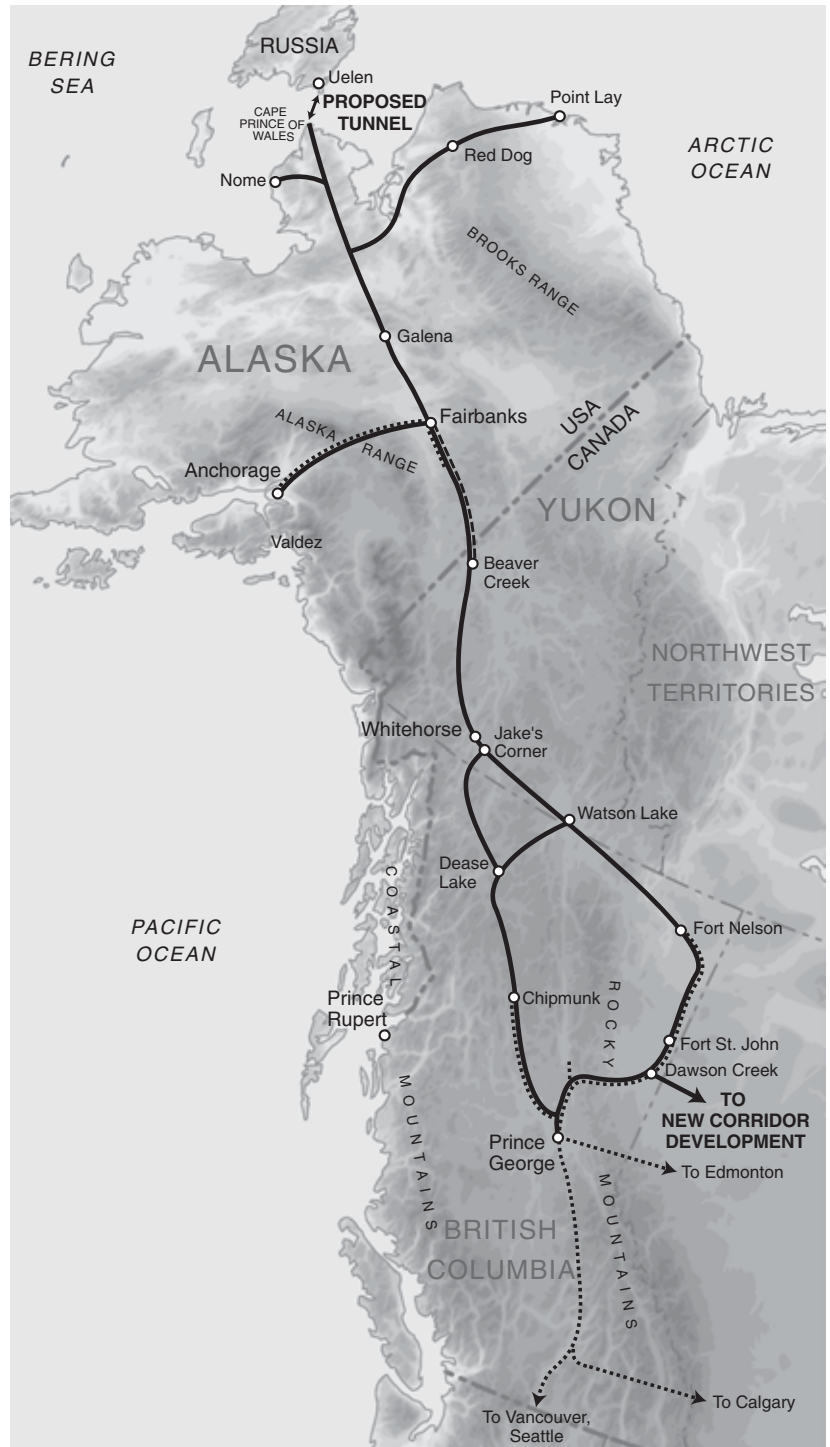 RUSSIA
BERING
SEA
Uelen
PROPOSED
TUNNEL
CAPE
PRINCE OF
WALES
Point Lay
Red Dog
ARCTIC
OCEAN
Nome
BROOKS RANGE
Galena
ALASKA
ALASKA
RANGE
Fairbanks
USA
CANADA
Anchorage
YUKON
Valdez
Beaver
Creek
NORTHWEST
TERRITORIES
Whitehorse
Jake's
Corner
Watson Lake
Dease
Lake
COASTAL
PACIFIC
OCEAN
Fort Nelson
Prince
Rupert
Chipmunk
ROCKY
Fort St. John
Dawson Creek
MOUNTAINS
TO
NEW CORRIDOR
DEVELOPMENT
Prince
George
To Edmonton
MOUNTAINS
BRITISH
COLUMBIA
To Calgary
To Vancouver,
Seattle